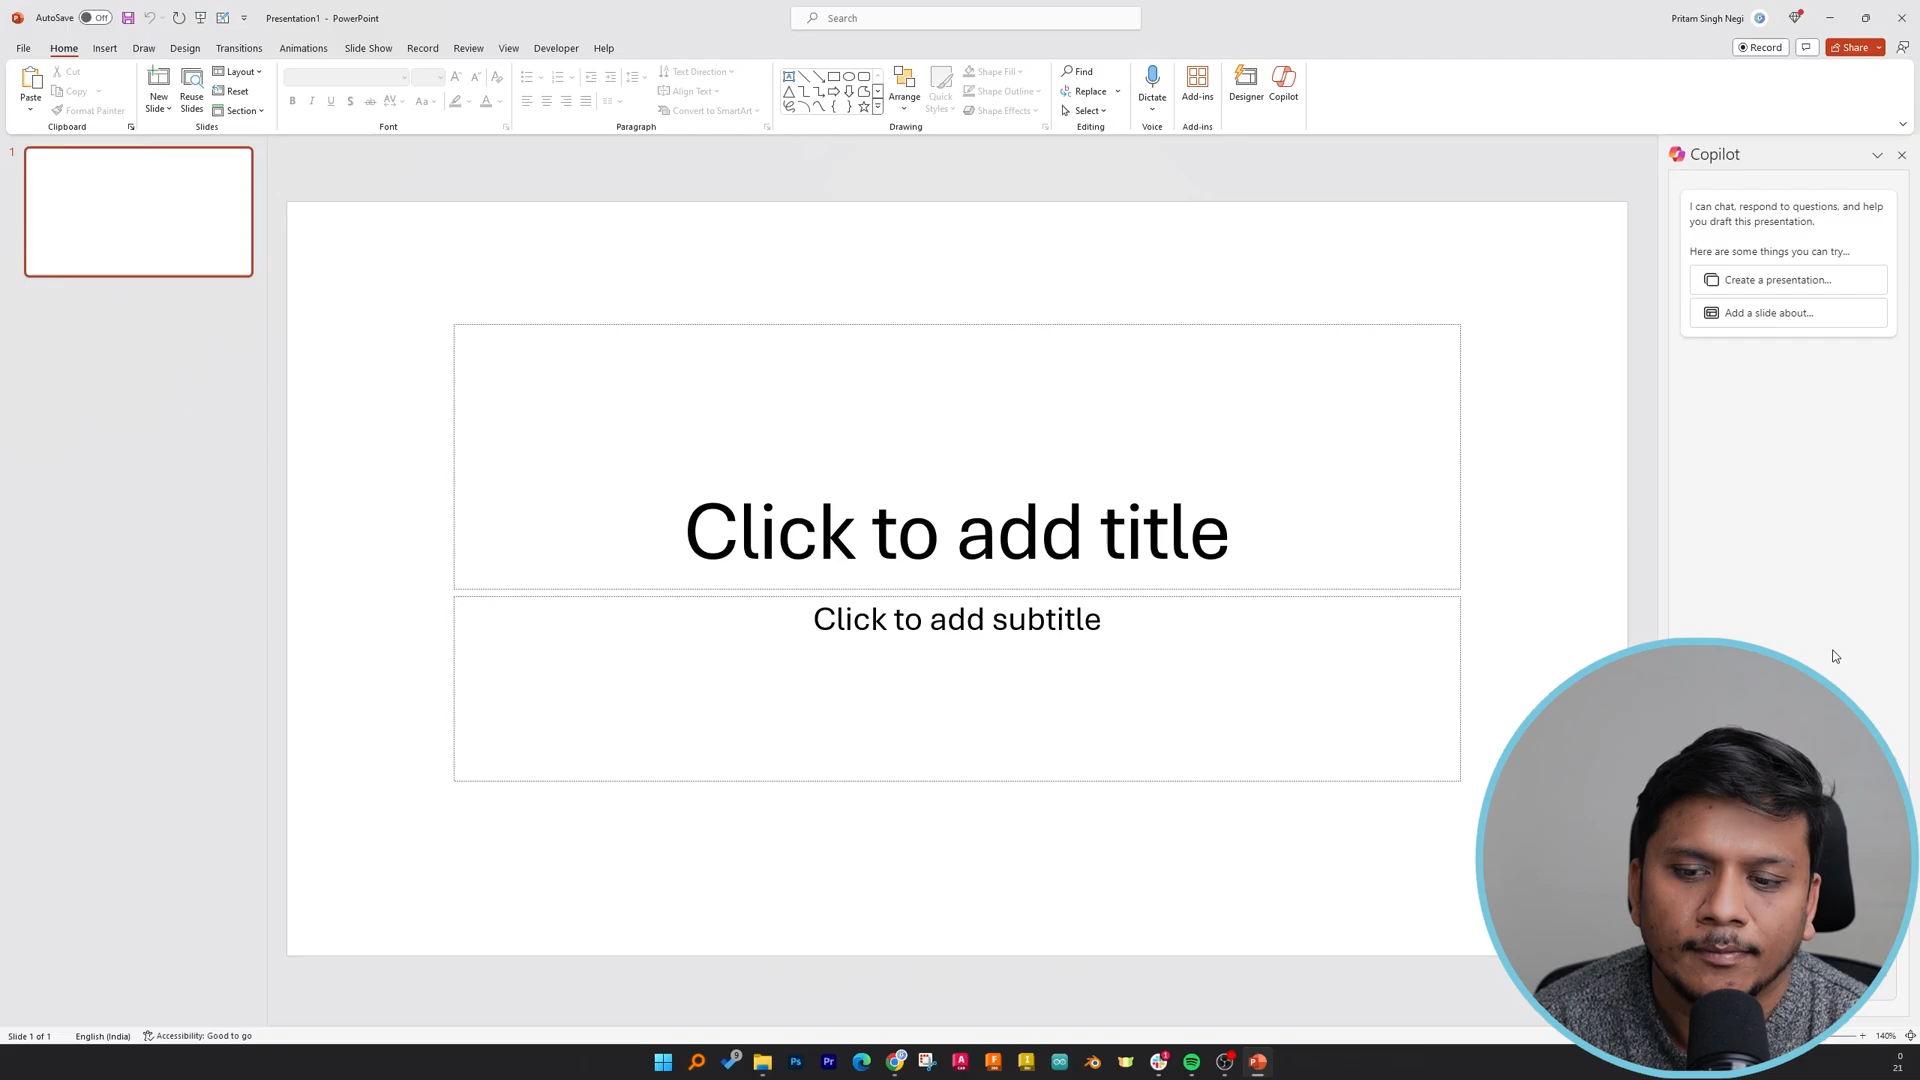 AutoSave Off Presentation1 - PowerPoint Search Pritam Singh Negi
File Home Insert Draw Design Transitions Animations Slide Show Record Review View Developer Help Record Share
Paste
Cut
Copy
Format Painter
Clipboard
New Slide
Reuse Slides
Layout
Reset
Section
Slides
Font
Text Direction
Align Text
Convert to SmartArt
Paragraph
Arrange
Quick Styles
Shape Fill
Shape Outline
Shape Effects
Drawing
Find
Replace
Select
Editing
Dictate
Voice
Add-ins
Add-ins
Designer
Copilot
1
Click to add title
Click to add subtitle
Copilot
I can chat, respond to questions, and help
you draft this presentation.
Here are some things you can try...
Create a presentation...
Add a slide about...
Slide 1 of 1 English (India) Accessibility: Good to go 140%